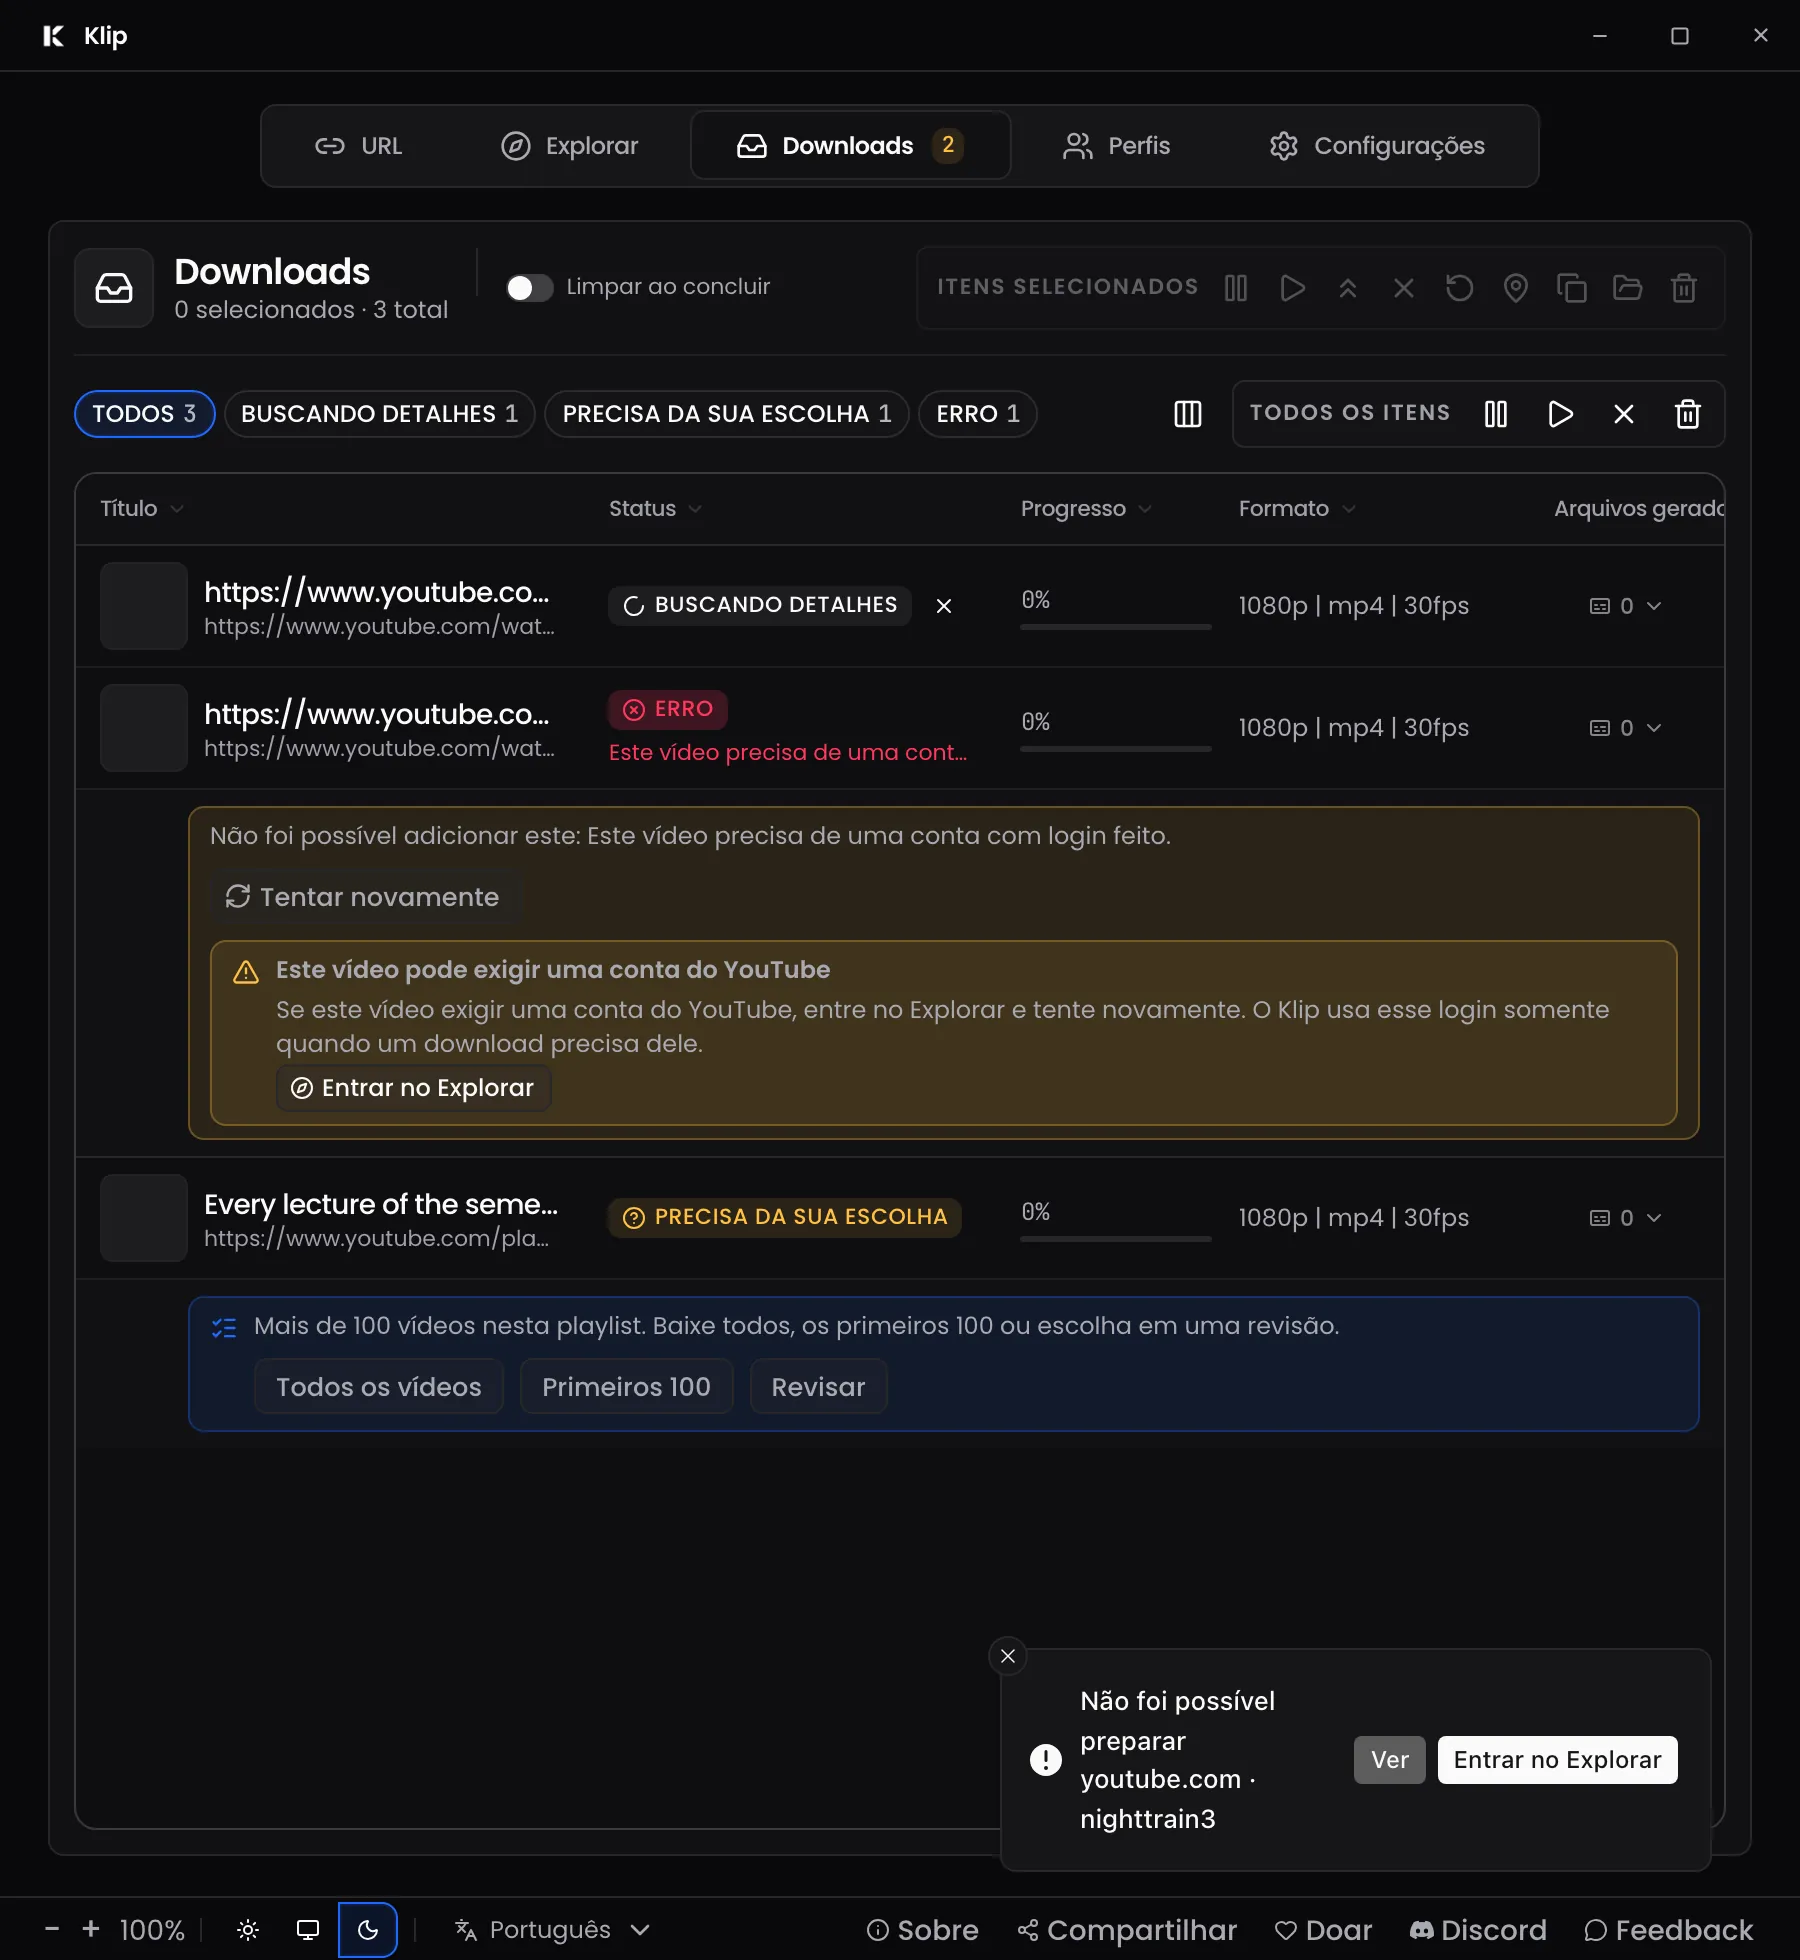 Klip
URL
Explorar
Downloads 2
Perfis
Configurações
Downloads
0 selecionados · 3 total
Limpar ao concluir
ITENS SELECIONADOS
TODOS 3
BUSCANDO DETALHES 1
PRECISA DA SUA ESCOLHA 1
ERRO 1
TODOS OS ITENS
Título
Status
Progresso
Formato
Arquivos gerado
https://www.youtube.co...
https://www.youtube.com/wat...
BUSCANDO DETALHES
0%
1080p | mp4 | 30fps
0
https://www.youtube.co...
https://www.youtube.com/wat...
ERRO
Este vídeo precisa de uma cont...
0%
1080p | mp4 | 30fps
0
Não foi possível adicionar este: Este vídeo precisa de uma conta com login feito.
Tentar novamente
Este vídeo pode exigir uma conta do YouTube
Se este vídeo exigir uma conta do YouTube, entre no Explorar e tente novamente. O Klip usa esse login somente
quando um download precisa dele.
Entrar no Explorar
Every lecture of the seme...
https://www.youtube.com/pla...
PRECISA DA SUA ESCOLHA
0%
1080p | mp4 | 30fps
0
Mais de 100 vídeos nesta playlist. Baixe todos, os primeiros 100 ou escolha em uma revisão.
Todos os vídeos
Primeiros 100
Revisar
Não foi possível
preparar
youtube.com ·
nighttrain3
Ver
Entrar no Explorar
− + 100%
Português
Sobre
Compartilhar
Doar
Discord
Feedback